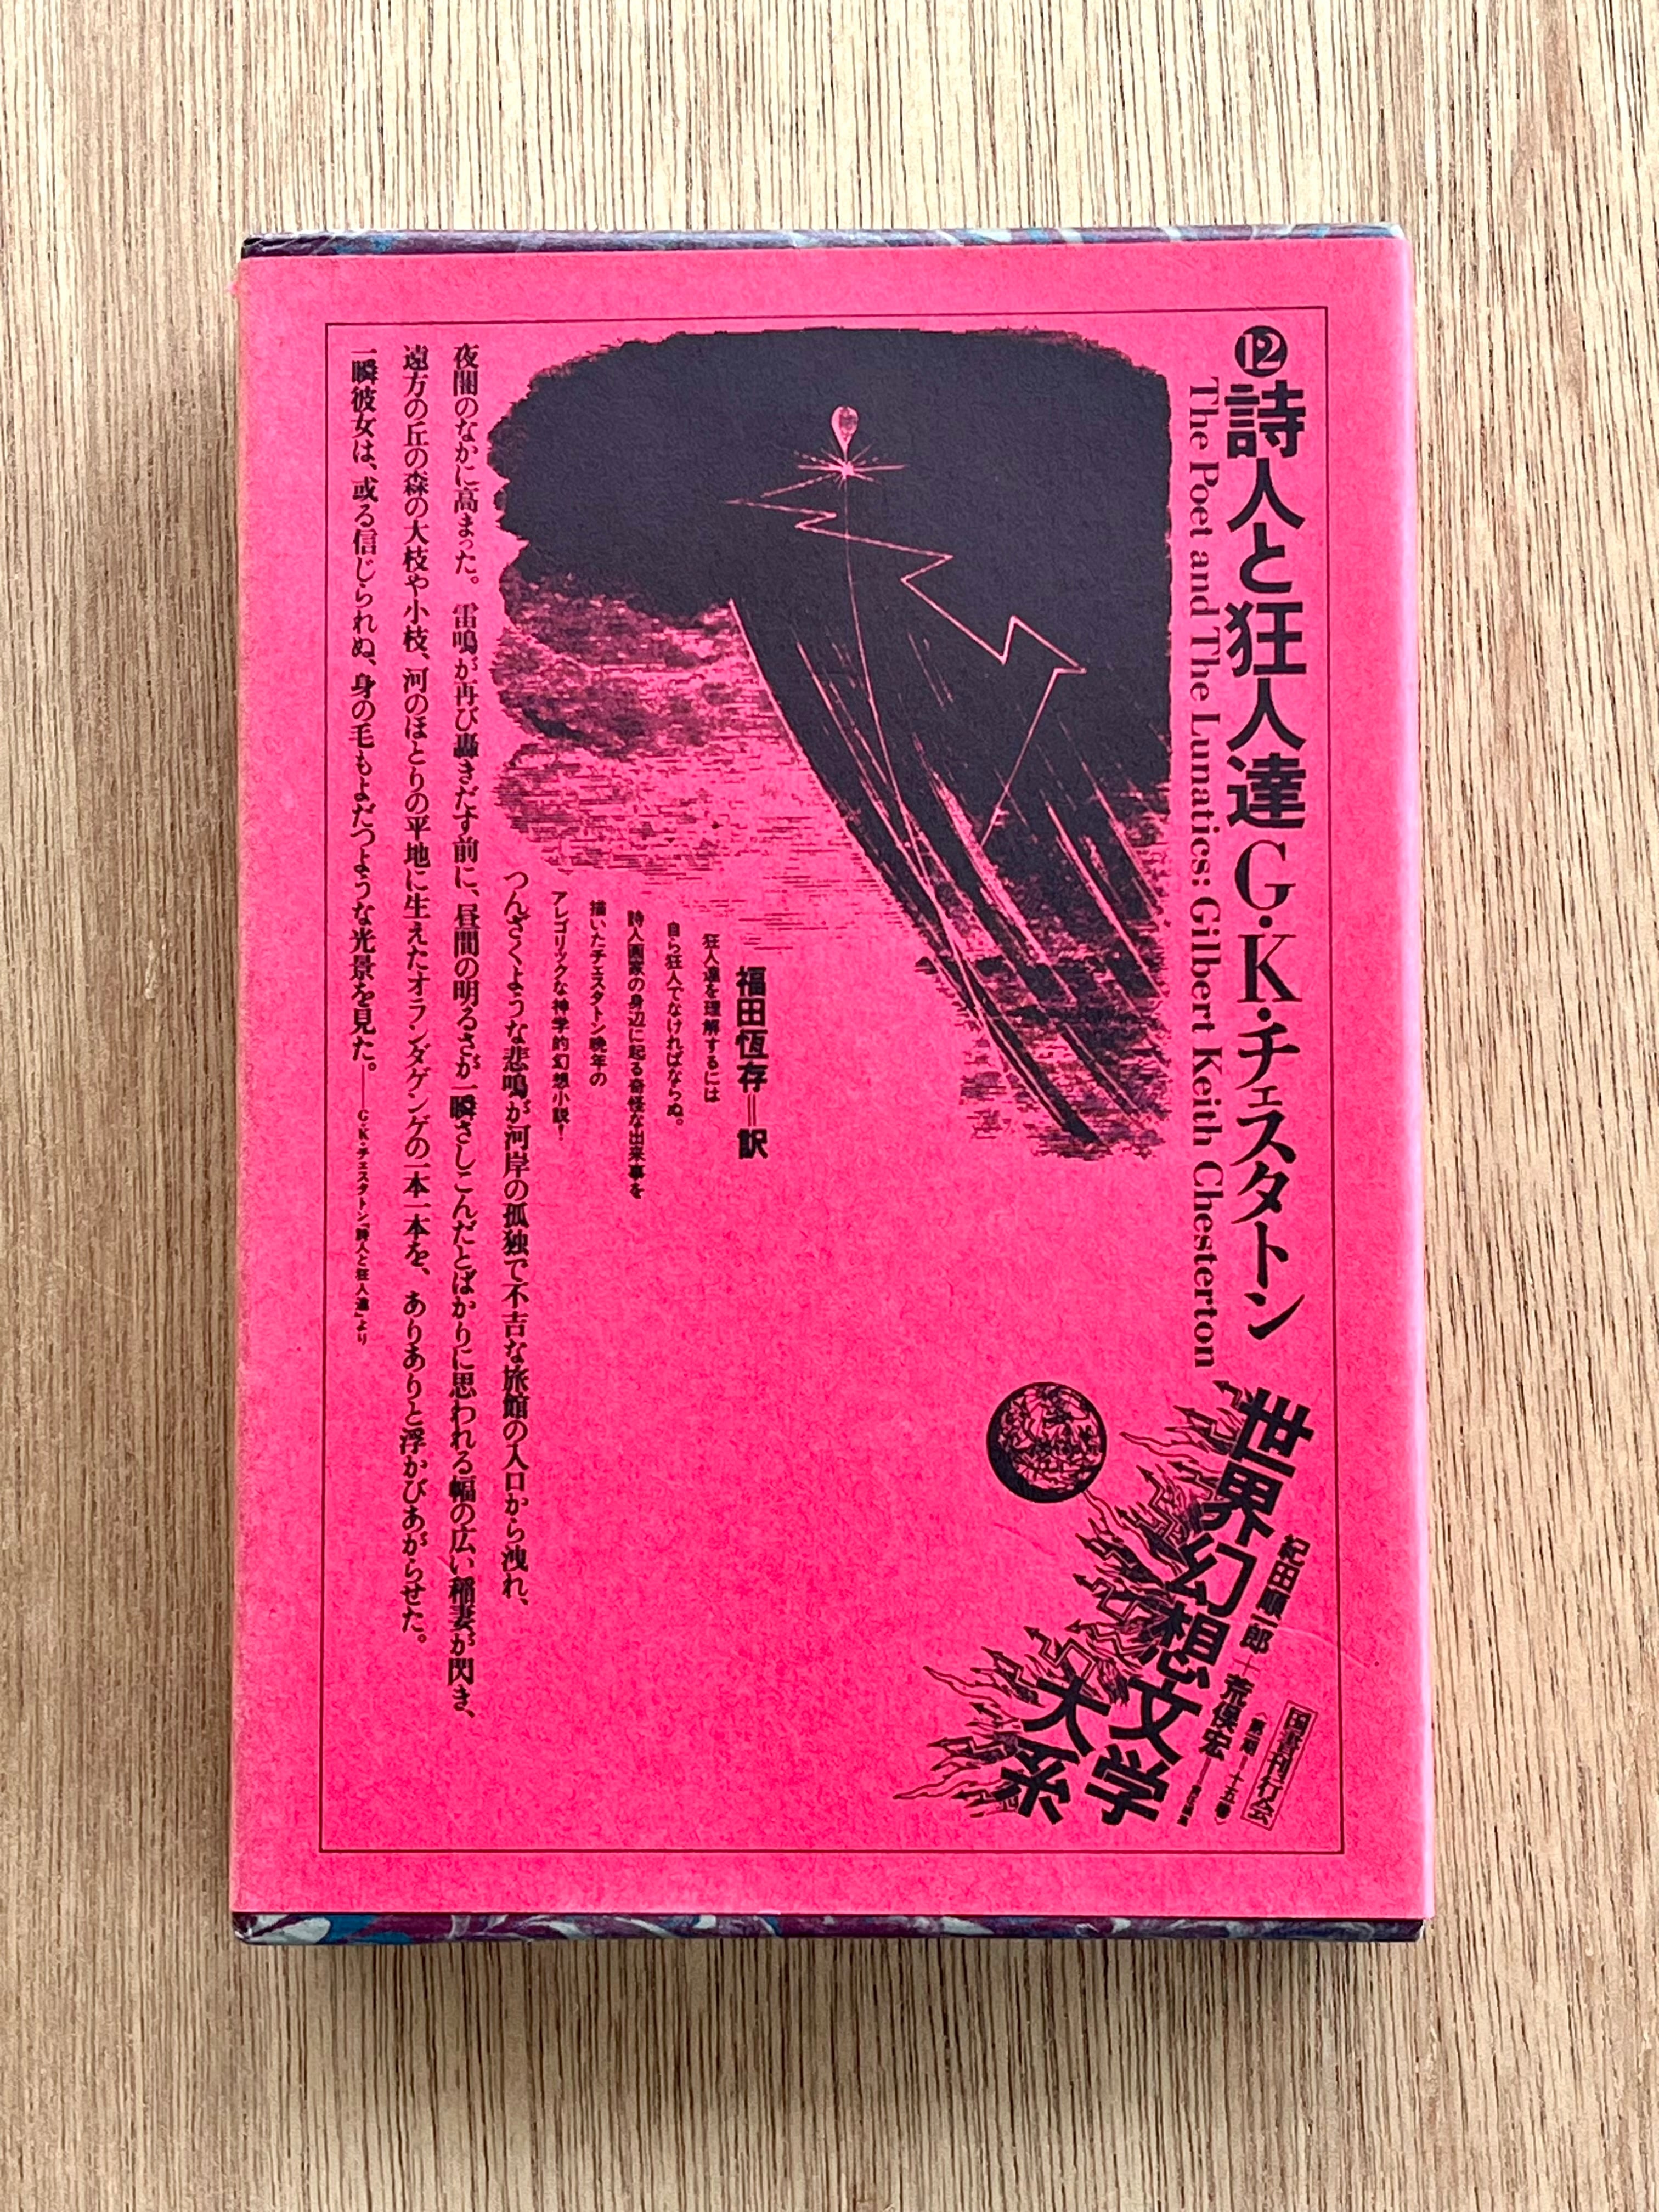 ⓬詩人と狂人達 G・K・チェスタトン
The Poet and The Lunatics: Gilbert Keith Chesterton
世界幻想文学大系
紀田順一郎＋荒俣宏
〈第一期＝十五巻〉
国書刊行会
福田恆存＝訳
狂人達を理解するには
自ら狂人でなければならぬ。
詩人画家の身辺に起る奇怪な出来事を
描いたチェスタトン晩年の
アレゴリックな神学的幻想小説！
つんざくような悲鳴が河岸の孤独で不吉な旅館の入口から洩れ、
夜闇のなかに高まった。雷鳴が再び轟きだす前に、昼間の明るさが一瞬さしこんだとばかりに思われる幅の広い稲妻が閃き、
遠方の丘の森の大枝や小枝、河のほとりの平地に生えたオランダゲンゲの一本一本を、ありありと浮かびあがらせた。
一瞬彼女は、或る信じられぬ、身の毛もよだつような光景を見た。——G・K・チェスタトン『詩人と狂人達』より